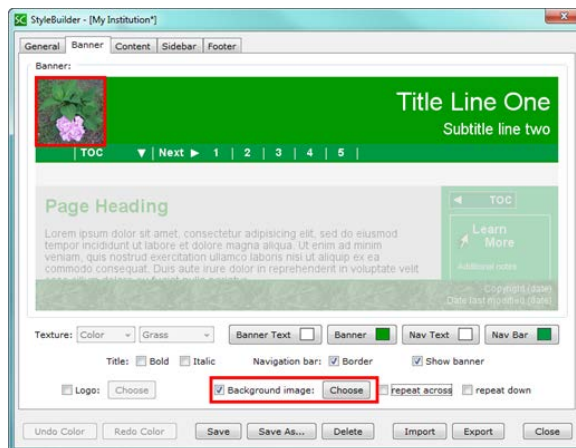 StyleBuilder - [My Institution*]
General Banner Content Sidebar Footer
Banner:
Title Line One
Subtitle line two
| TOC ▼ | Next ▶ 1 | 2 | 3 | 4 | 5 |
◀ TOC
Page Heading
Learn
More
Lorem ipsum dolor sit amet, consectetur adipisicing elit, sed do eiusmod
tempor incididunt ut labore et dolore magna aliqua. Ut enim ad minim
veniam, quis nostrud exercitation ullamco laboris nisi ut aliquip ex ea
commodo consequat. Duis aute irure dolor in reprehenderit in voluptate velit
Additional notes
Copyright (date)
Date last modified (date)
Texture: Color Grass Banner Text Banner Nav Text Nav Bar
Title: Bold Italic Navigation bar: Border Show banner
Logo: Choose Background image: Choose repeat across repeat down
Undo Color Redo Color Save Save As... Delete Import Export Close